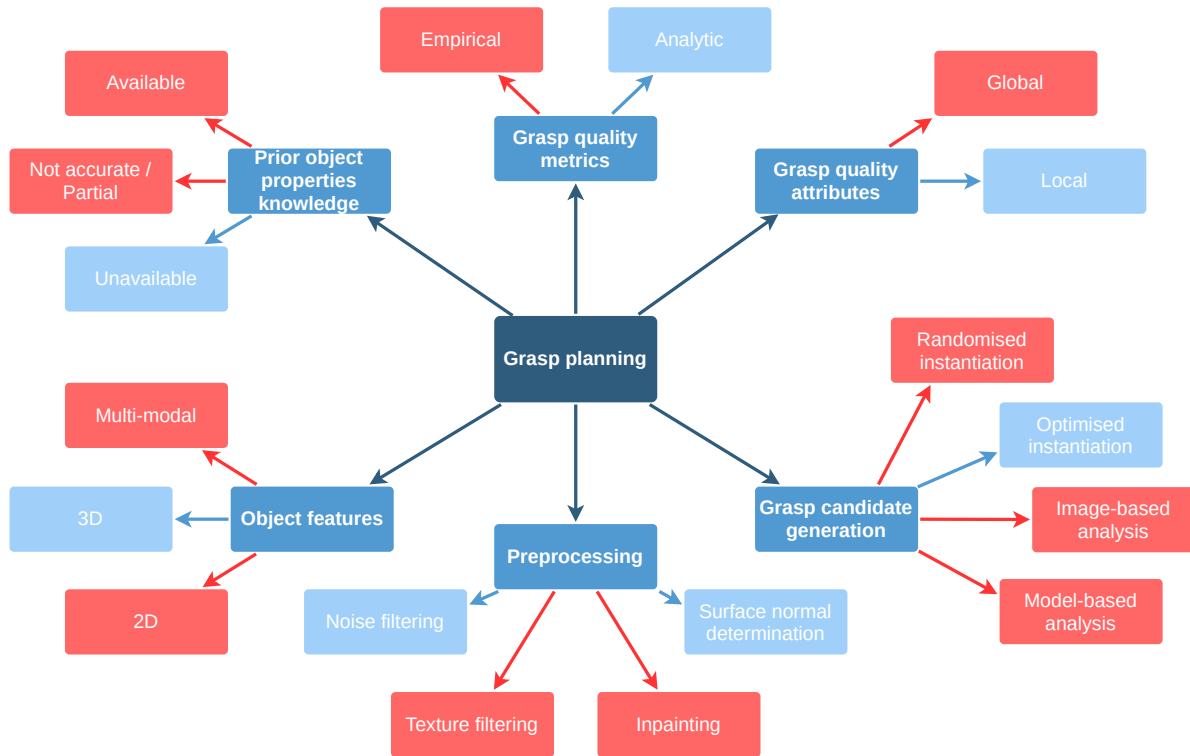 Empirical
Analytic
Available
Global
Grasp quality
metrics
Not accurate /
Partial
Prior object
properties
knowledge
Grasp quality
attributes
Local
Unavailable
Grasp planning
Randomised
instantiation
Multi-modal
Optimised
instantiation
3D
Object features
Grasp candidate
generation
Image-based
analysis
Preprocessing
2D
Noise filtering
Surface normal
determination
Model-based
analysis
Texture filtering
Inpainting